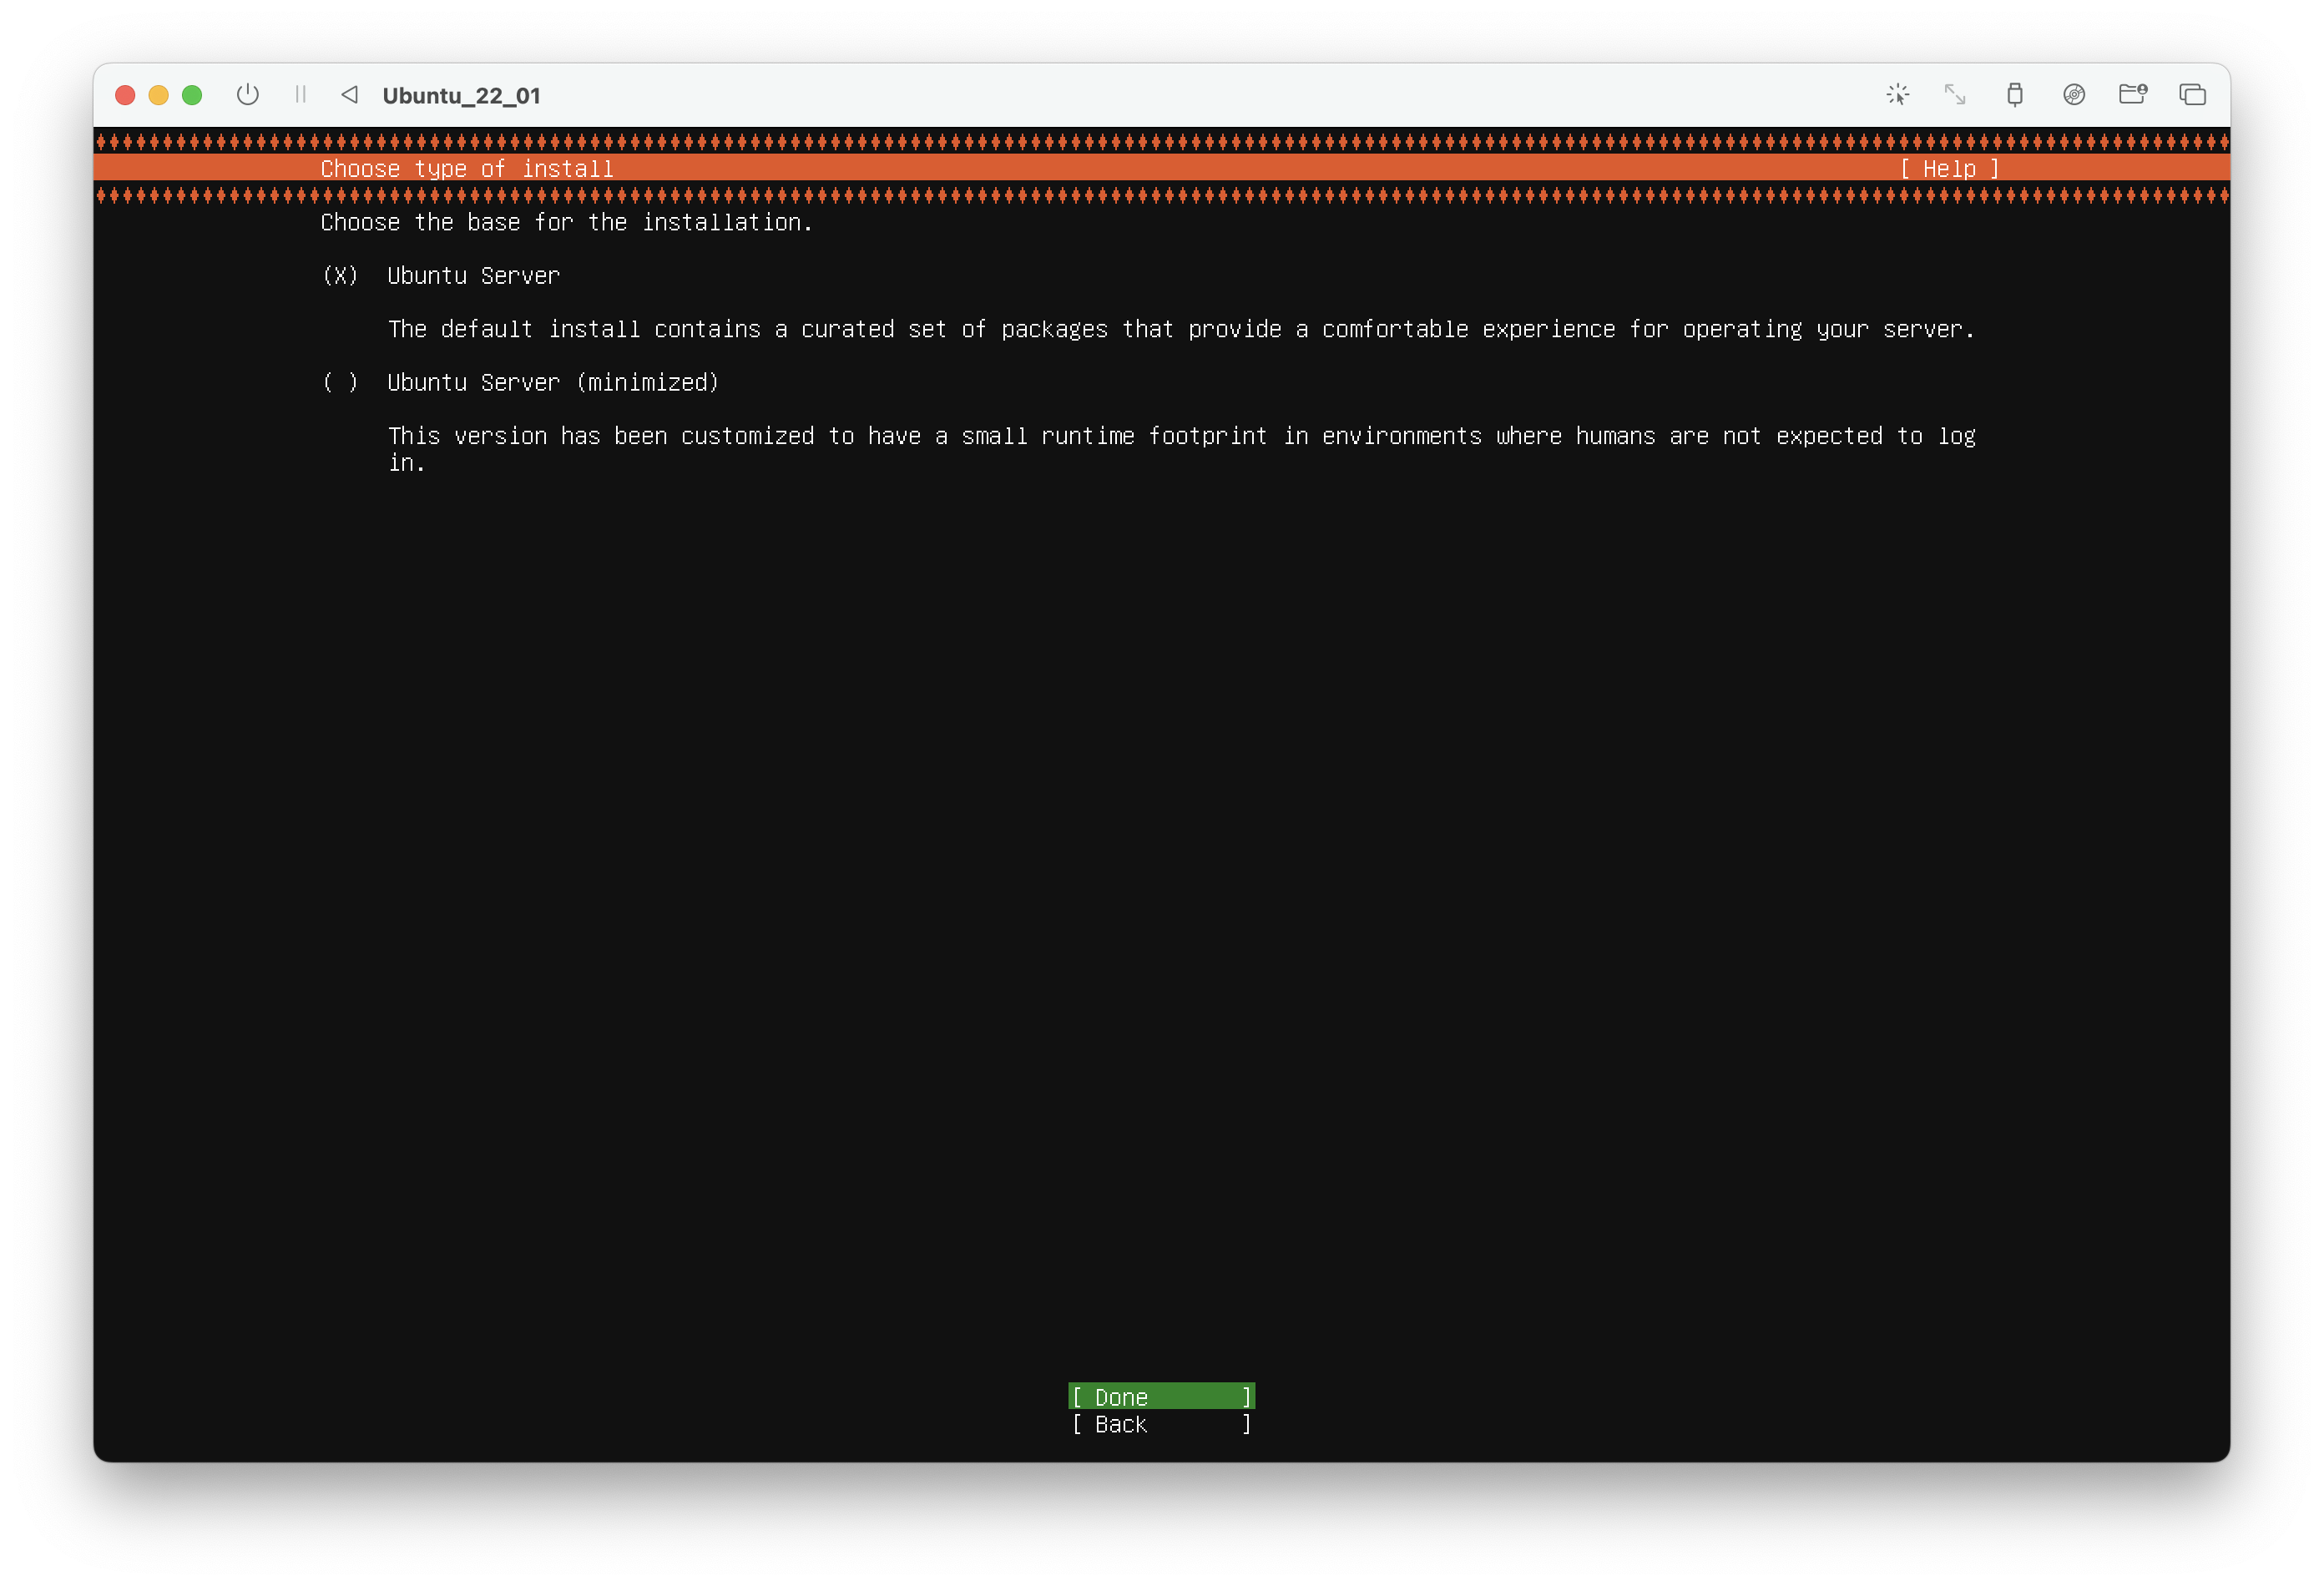 Ubuntu_22_01
Choose type of install [ Help ]
Choose the base for the installation.
(X) Ubuntu Server
The default install contains a curated set of packages that provide a comfortable experience for operating your server.
( ) Ubuntu Server (minimized)
This version has been customized to have a small runtime footprint in environments where humans are not expected to log
in.
[ Done ]
[ Back ]